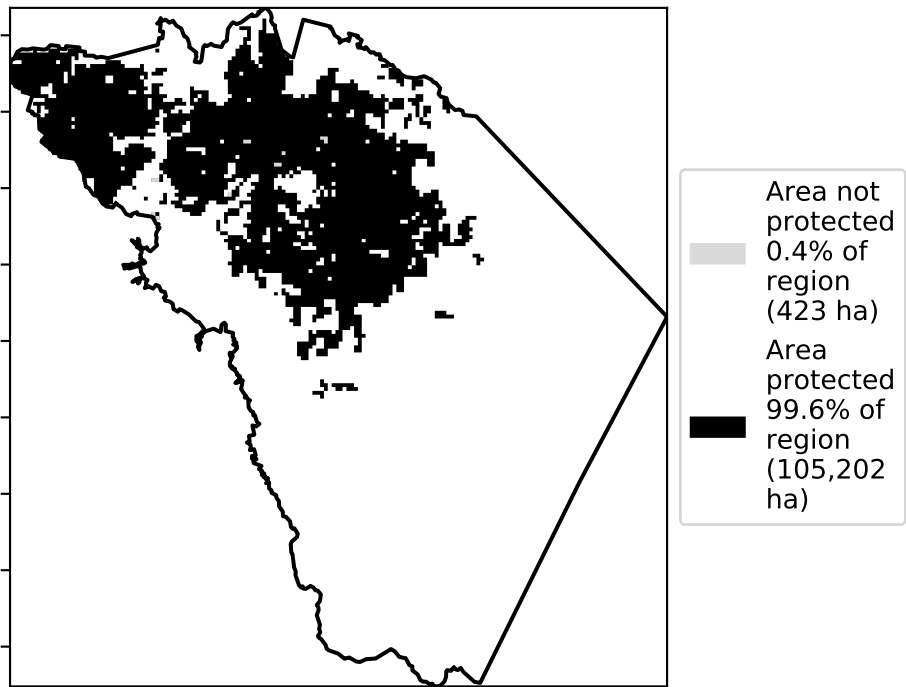 Area not
protected
0.4% of
region
(423 ha)
Area
protected
99.6% of
region
(105,202
ha)